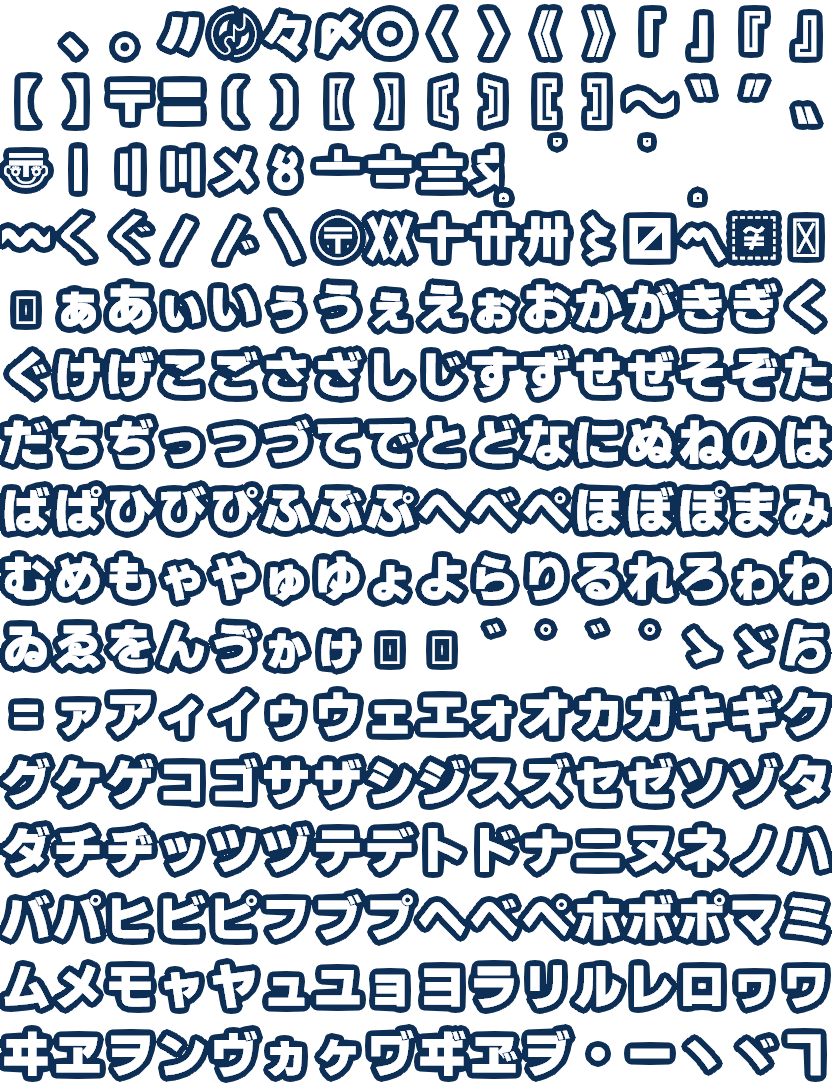 、。〃〄々〆〇〈〉《》「」『』
【】〒〓〔〕〖〗〘〙〚〛〜〝〞〟
〠〡〢〣〤〥〦〧〨〩
〰〱〲〳〴〵〶〷〸〹〺〻〼〽〾〿
ぁあぃいぅうぇえぉおかがきぎく
ぐけげこごさざしじすずせぜそぞた
だちぢっつづてでとどなにぬねのは
ばぱひびぴふぶぷへべぺほぼぽまみ
むめもゃやゅゆょよらりるれろゎわ
ゐゑをんゔゕゖ゛゜゛゜ゝゞゟ
゠ァアィイゥウェエォオカガキギク
グケゲコゴサザシジスズセゼソゾタ
ダチヂッツヅテデトドナニヌネノハ
バパヒビピフブプヘベペホボポマミ
ムメモャヤュユョヨラリルレロヮワ
ヰヱヲンヴヵヶヷヸヹヺ・ーヽヾヿ